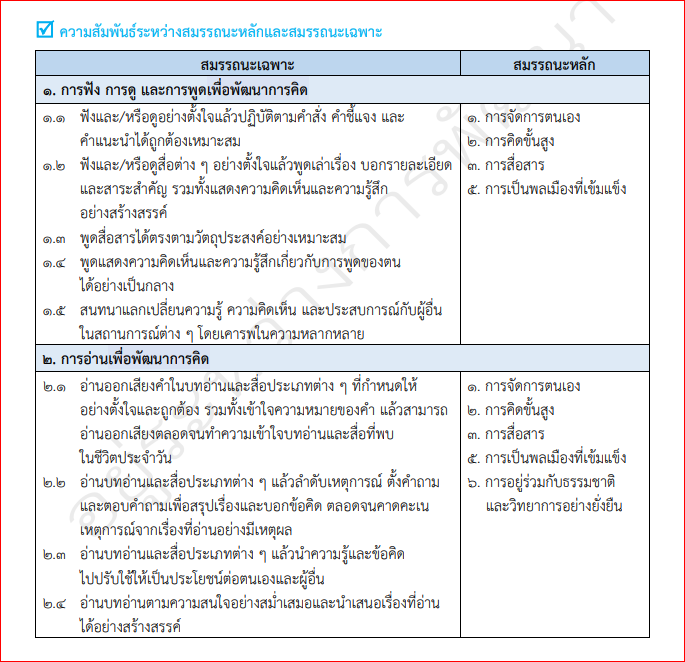 ความสัมพันธ์ระหว่างสมรรถนะหลักและสมรรถนะเฉพาะ
สมรรถนะเฉพาะ
สมรรถนะหลัก
๑. การฟัง การดู และการพูดเพื่อพัฒนาการคิด
๑.๑ ฟังและ/หรือดูอย่างตั้งใจแล้วปฏิบัติตามคำสั่ง คำชี้แจง และ
คำแนะนำได้ถูกต้องเหมาะสม
๑.๒ ฟังและ/หรือดูสื่อต่าง ๆ อย่างตั้งใจแล้วพูดเล่าเรื่อง บอกรายละเอียด
และสาระสำคัญ รวมทั้งแสดงความคิดเห็นและความรู้สึก
อย่างสร้างสรรค์
๑.๓ พูดสื่อสารได้ตรงตามวัตถุประสงค์อย่างเหมาะสม
๑.๔ พูดแสดงความคิดเห็นและความรู้สึกเกี่ยวกับการพูดของตน
ได้อย่างเป็นกลาง
๑.๕ สนทนาแลกเปลี่ยนความรู้ ความคิดเห็น และประสบการณ์กับผู้อื่น
ในสถานการณ์ต่าง ๆ โดยเคารพในความหลากหลาย
๑. การจัดการตนเอง
๒. การคิดขั้นสูง
๓. การสื่อสาร
๕. การเป็นพลเมืองที่เข้มแข็ง
๒. การอ่านเพื่อพัฒนาการคิด
๒.๑ อ่านออกเสียงคำในบทอ่านและสื่อประเภทต่าง ๆ ที่กำหนดให้
อย่างตั้งใจและถูกต้อง รวมทั้งเข้าใจความหมายของคำ แล้วสามารถ
อ่านออกเสียงตลอดจนทำความเข้าใจบทอ่านและสื่อที่พบ
ในชีวิตประจำวัน
๒.๒ อ่านบทอ่านและสื่อประเภทต่าง ๆ แล้วลำดับเหตุการณ์ ตั้งคำถาม
และตอบคำถามเพื่อสรุปเรื่องและบอกข้อคิด ตลอดจนคาดคะเน
เหตุการณ์จากเรื่องที่อ่านอย่างมีเหตุผล
๒.๓ อ่านบทอ่านและสื่อประเภทต่าง ๆ แล้วนำความรู้และข้อคิด
ไปปรับใช้ให้เป็นประโยชน์ต่อตนเองและผู้อื่น
๒.๔ อ่านบทอ่านตามความสนใจอย่างสม่ำเสมอและนำเสนอเรื่องที่อ่าน
ได้อย่างสร้างสรรค์
๑. การจัดการตนเอง
๒. การคิดขั้นสูง
๓. การสื่อสาร
๕. การเป็นพลเมืองที่เข้มแข็ง
๖. การอยู่ร่วมกับธรรมชาติ
และวิทยาการอย่างยั่งยืน
อยู่ระหว่างการพัฒนา